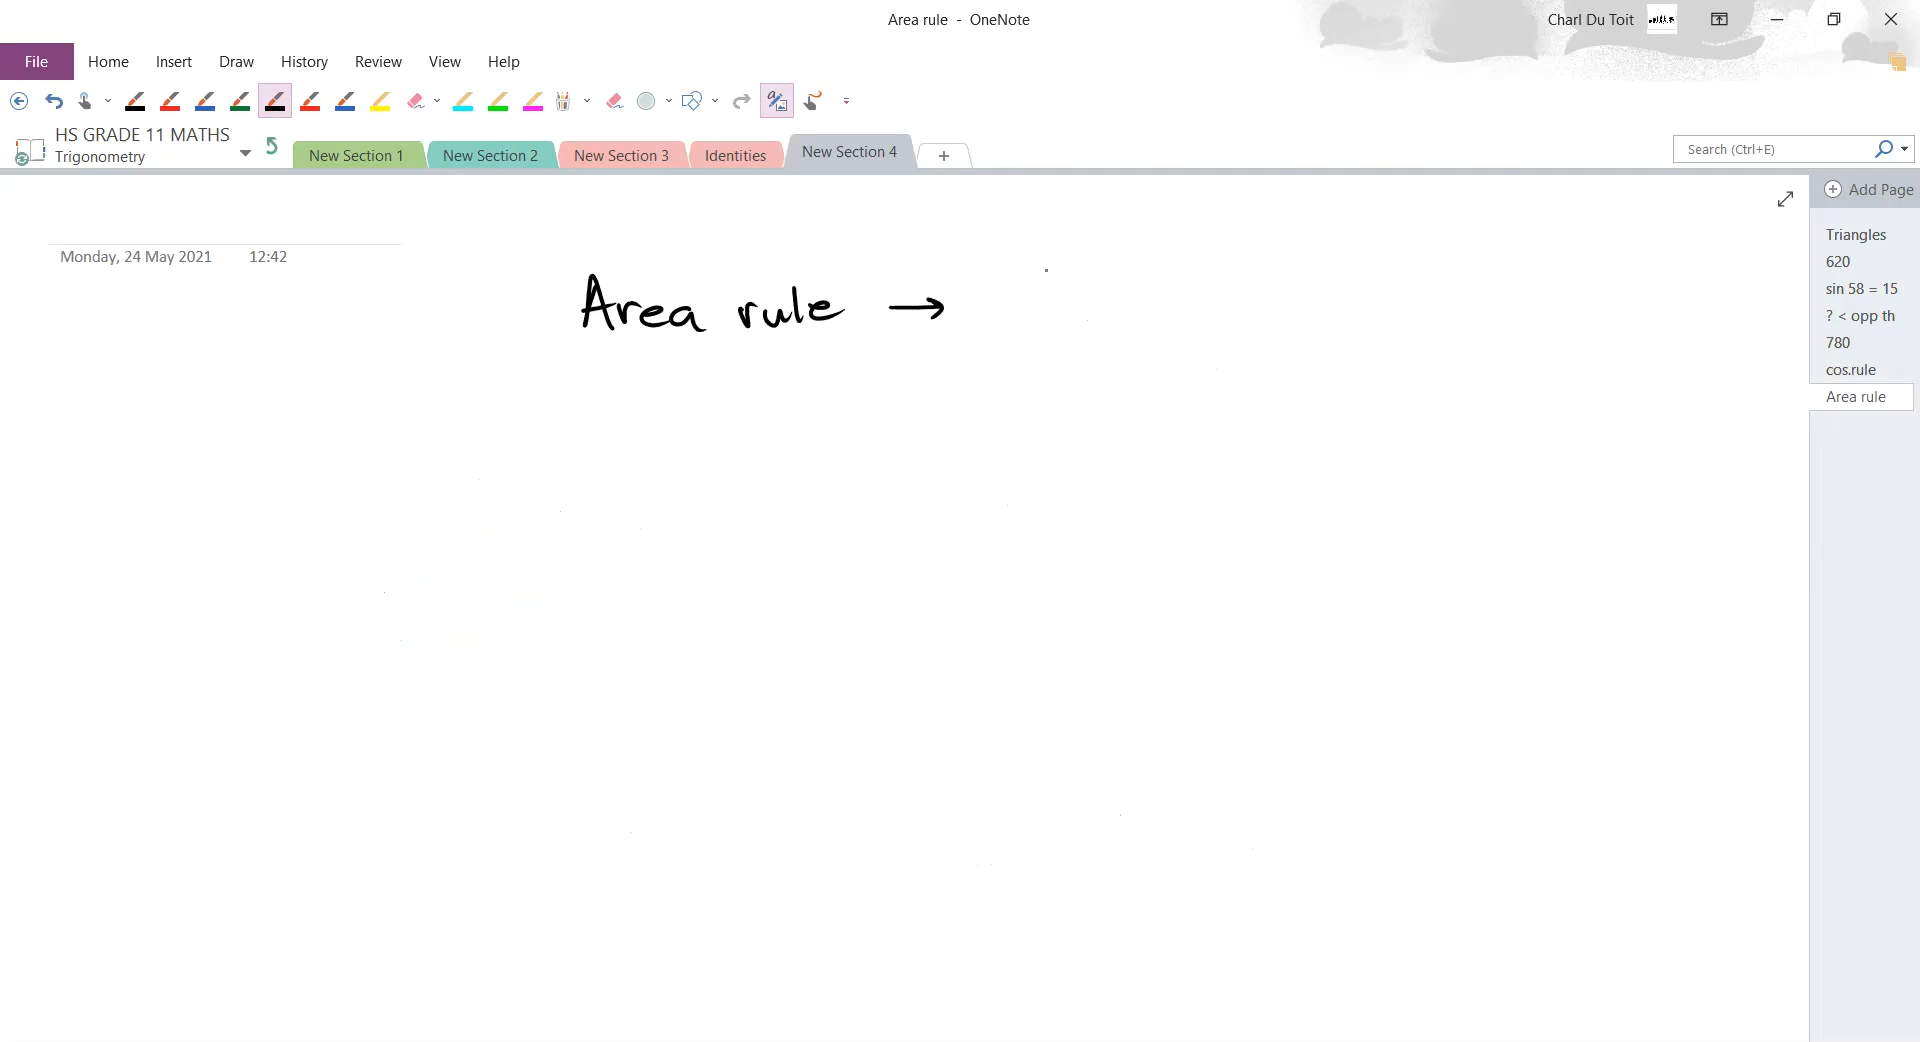 Area rule - OneNote
Charl Du Toit
File Home Insert Draw History Review View Help
HS GRADE 11 MATHS
Trigonometry
New Section 1 New Section 2 New Section 3 Identities New Section 4
Search (Ctrl+E)
Add Page
Monday, 24 May 2021 12:42
Area rule →
Triangles
620
sin 58 = 15
? < opp th
780
cos.rule
Area rule